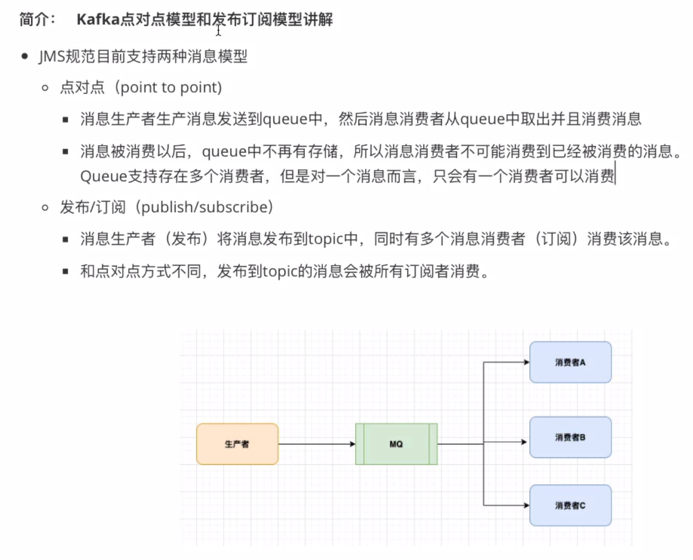 简介： Kafka点对点模型和发布订阅模型讲解
JMS规范目前支持两种消息模型
点对点（point to point)
消息生产者生产消息发送到queue中，然后消息消费者从queue中取出并且消费消息
消息被消费以后，queue中不再有存储，所以消息消费者不可能消费到已经被消费的消息。
Queue支持存在多个消费者，但是对一个消息而言，只会有一个消费者可以消费
发布/订阅（publish/subscribe）
消息生产者（发布）将消息发布到topic中，同时有多个消息消费者（订阅）消费该消息。
和点对点方式不同，发布到topic的消息会被所有订阅者消费。
消费者A
生产者
MQ
消费者B
消费者C